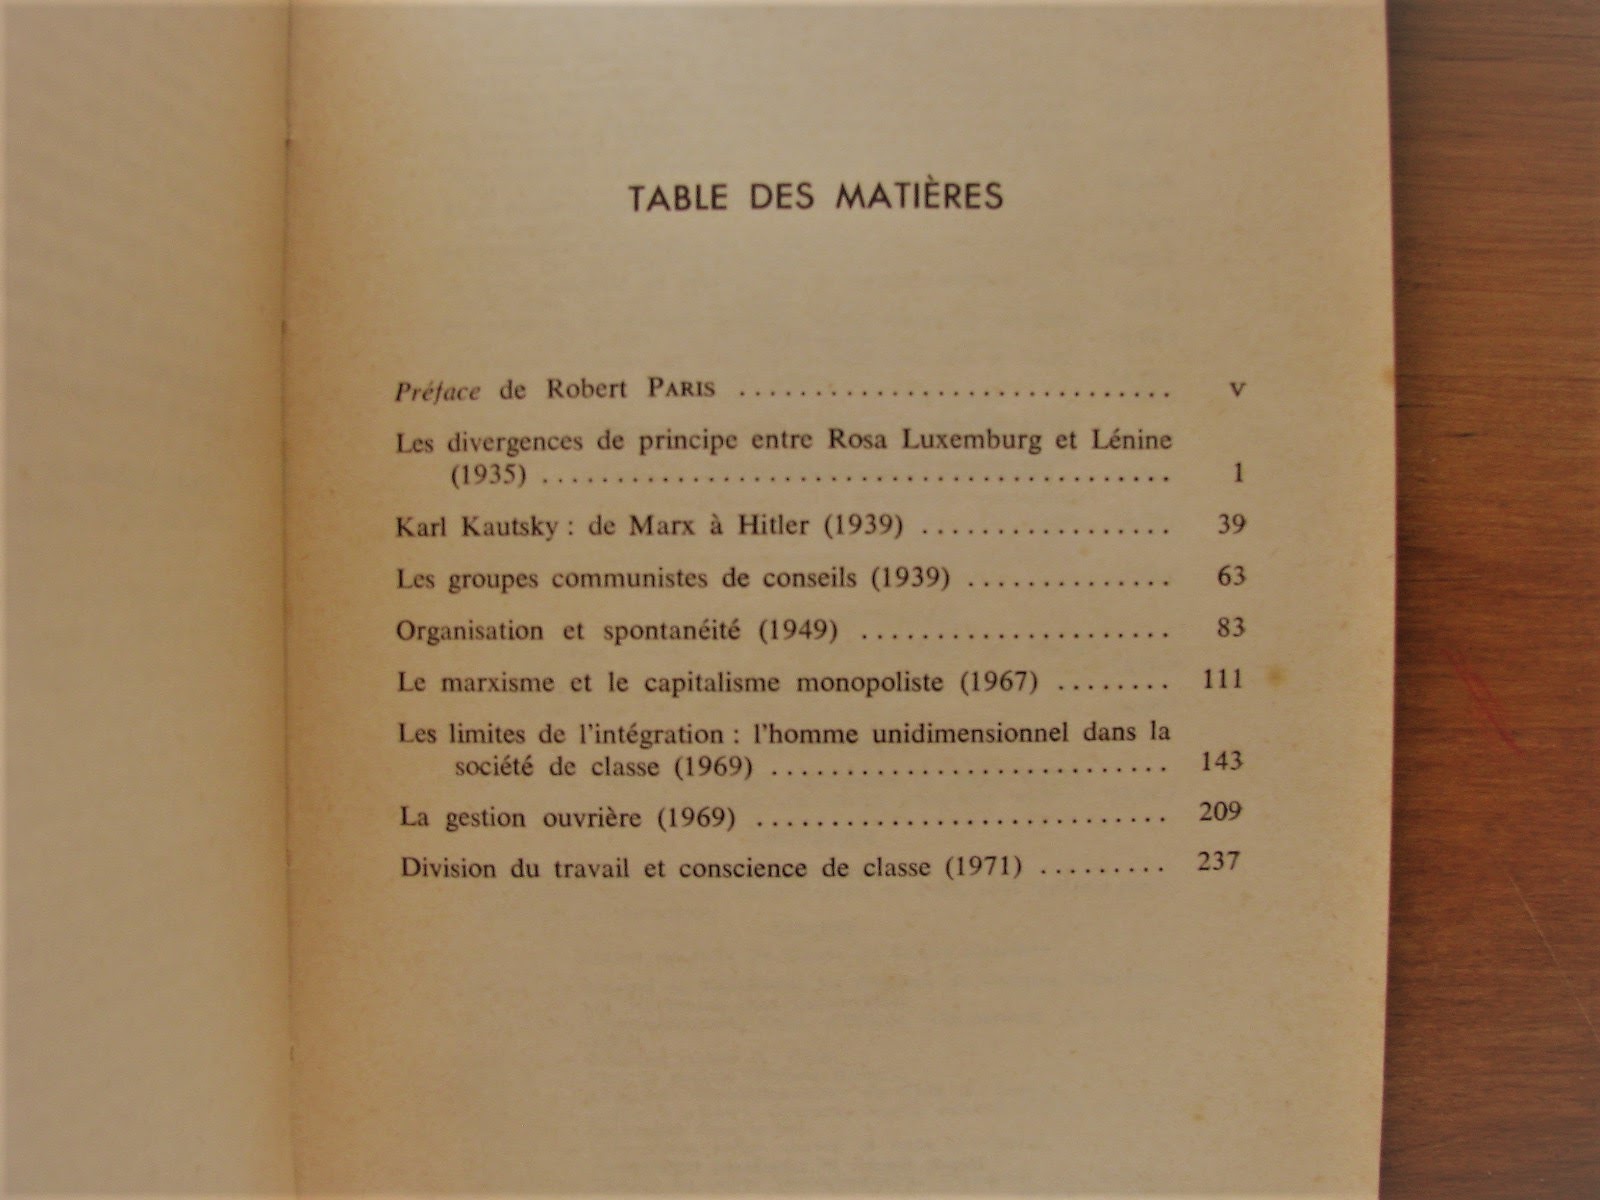 TABLE DES MATIÈRES
Préface de Robert PARIS .............................. v
Les divergences de principe entre Rosa Luxemburg et Lénine
(1935) .......................................... 1
Karl Kautsky : de Marx à Hitler (1939) ................. 39
Les groupes communistes de conseils (1939) .............. 63
Organisation et spontanéité (1949) ..................... 83
Le marxisme et le capitalisme monopoliste (1967) ........ 111
Les limites de l'intégration : l'homme unidimensionnel dans la
société de classe (1969) ........................... 143
La gestion ouvrière (1969) ............................ 209
Division du travail et conscience de classe (1971) ......... 237